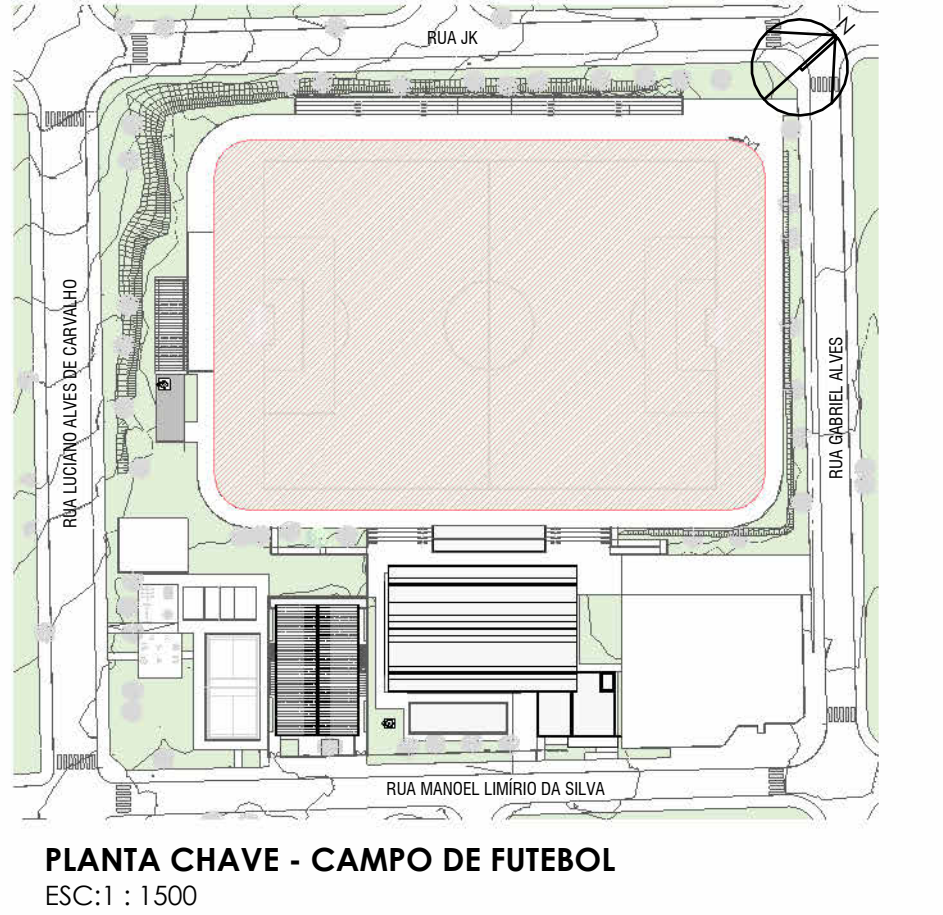 RUA JK
N
RUA LUCIANO ALVES DE CARVALHO
RUA GABRIEL ALVES
RUA MANOEL LIMÍRIO DA SILVA
PLANTA CHAVE - CAMPO DE FUTEBOL
ESC:1 : 1500